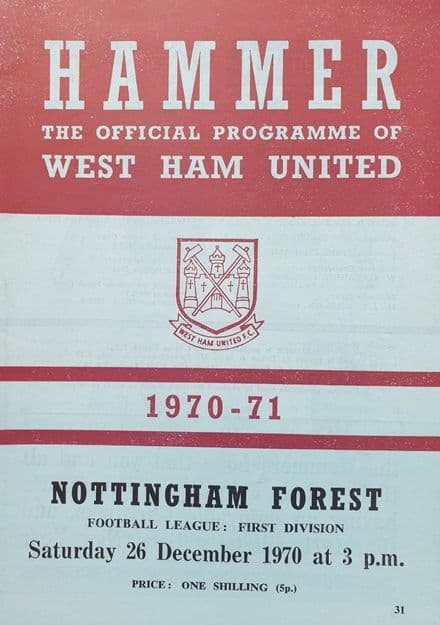 HAMMER
THE OFFICIAL PROGRAMME OF
WEST HAM UNITED
WEST HAM UNITED F.C.
1970-71
NOTTINGHAM FOREST
FOOTBALL LEAGUE: FIRST DIVISION
Saturday 26 December 1970 at 3 p.m.
PRICE: ONE SHILLING (5p.)
31